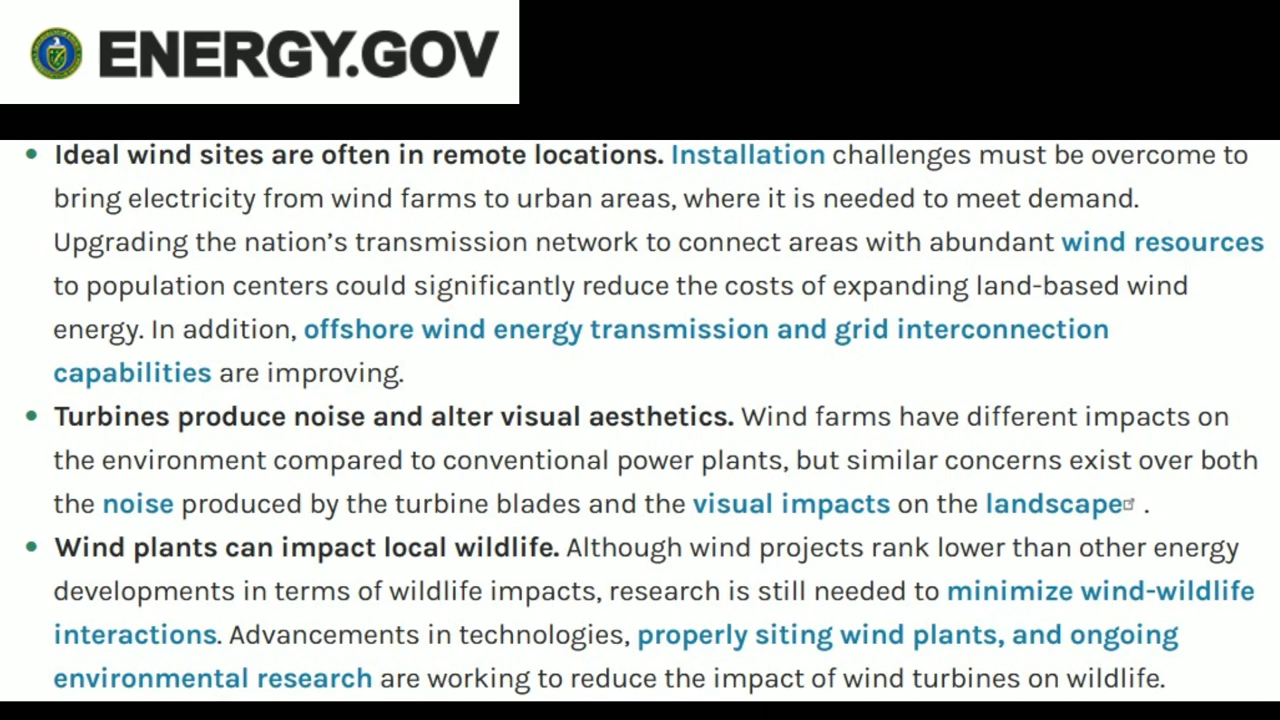 ENERGY.GOV
• Ideal wind sites are often in remote locations. Installation challenges must be overcome to
bring electricity from wind farms to urban areas, where it is needed to meet demand.
Upgrading the nation’s transmission network to connect areas with abundant wind resources
to population centers could significantly reduce the costs of expanding land-based wind
energy. In addition, offshore wind energy transmission and grid interconnection
capabilities are improving.
• Turbines produce noise and alter visual aesthetics. Wind farms have different impacts on
the environment compared to conventional power plants, but similar concerns exist over both
the noise produced by the turbine blades and the visual impacts on the landscape .
• Wind plants can impact local wildlife. Although wind projects rank lower than other energy
developments in terms of wildlife impacts, research is still needed to minimize wind-wildlife
interactions. Advancements in technologies, properly siting wind plants, and ongoing
environmental research are working to reduce the impact of wind turbines on wildlife.